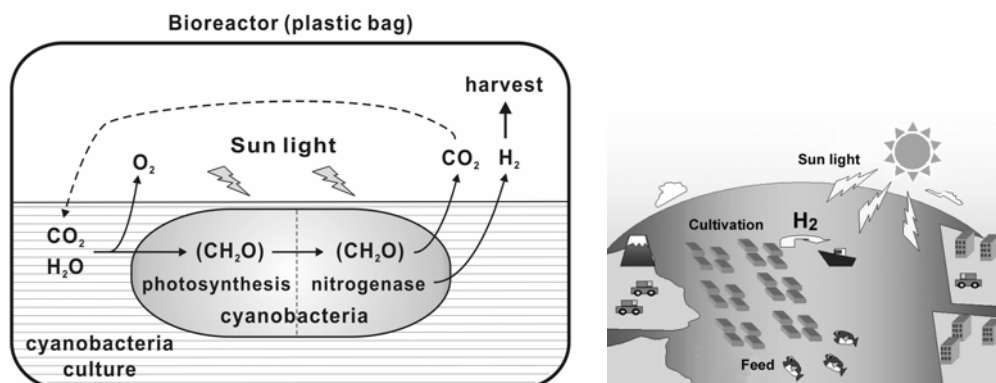 Bioreactor (plastic bag)
harvest
Sun light
O₂
CO₂
H₂
CO₂
H₂O
(CH₂O)
(CH₂O)
photosynthesis
nitrogenase
cyanobacteria
cyanobacteria
culture
Sun light
Cultivation
H2
Feed